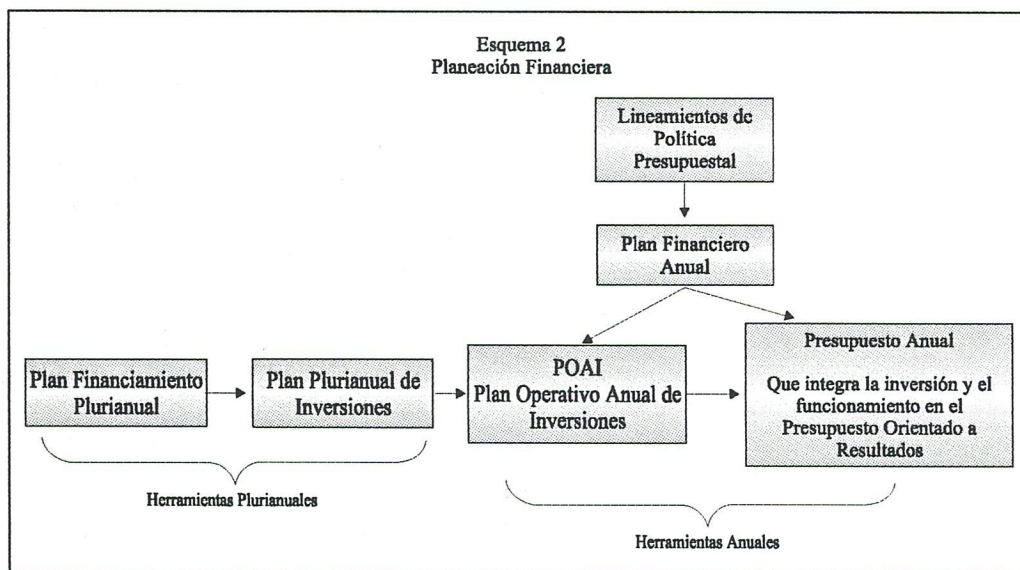 Esquema 2
Planeación Financiera
Lineamientos de
Política
Presupuestal
Plan Financiero
Anual
Plan Financiamiento
Plurianual
Plan Plurianual de
Inversiones
POAI
Plan Operativo Anual de
Inversiones
Presupuesto Anual
Que integra la inversión y el
funcionamiento en el
Presupuesto Orientado a
Resultados
Herramientas Plurianuales
Herramientas Anuales